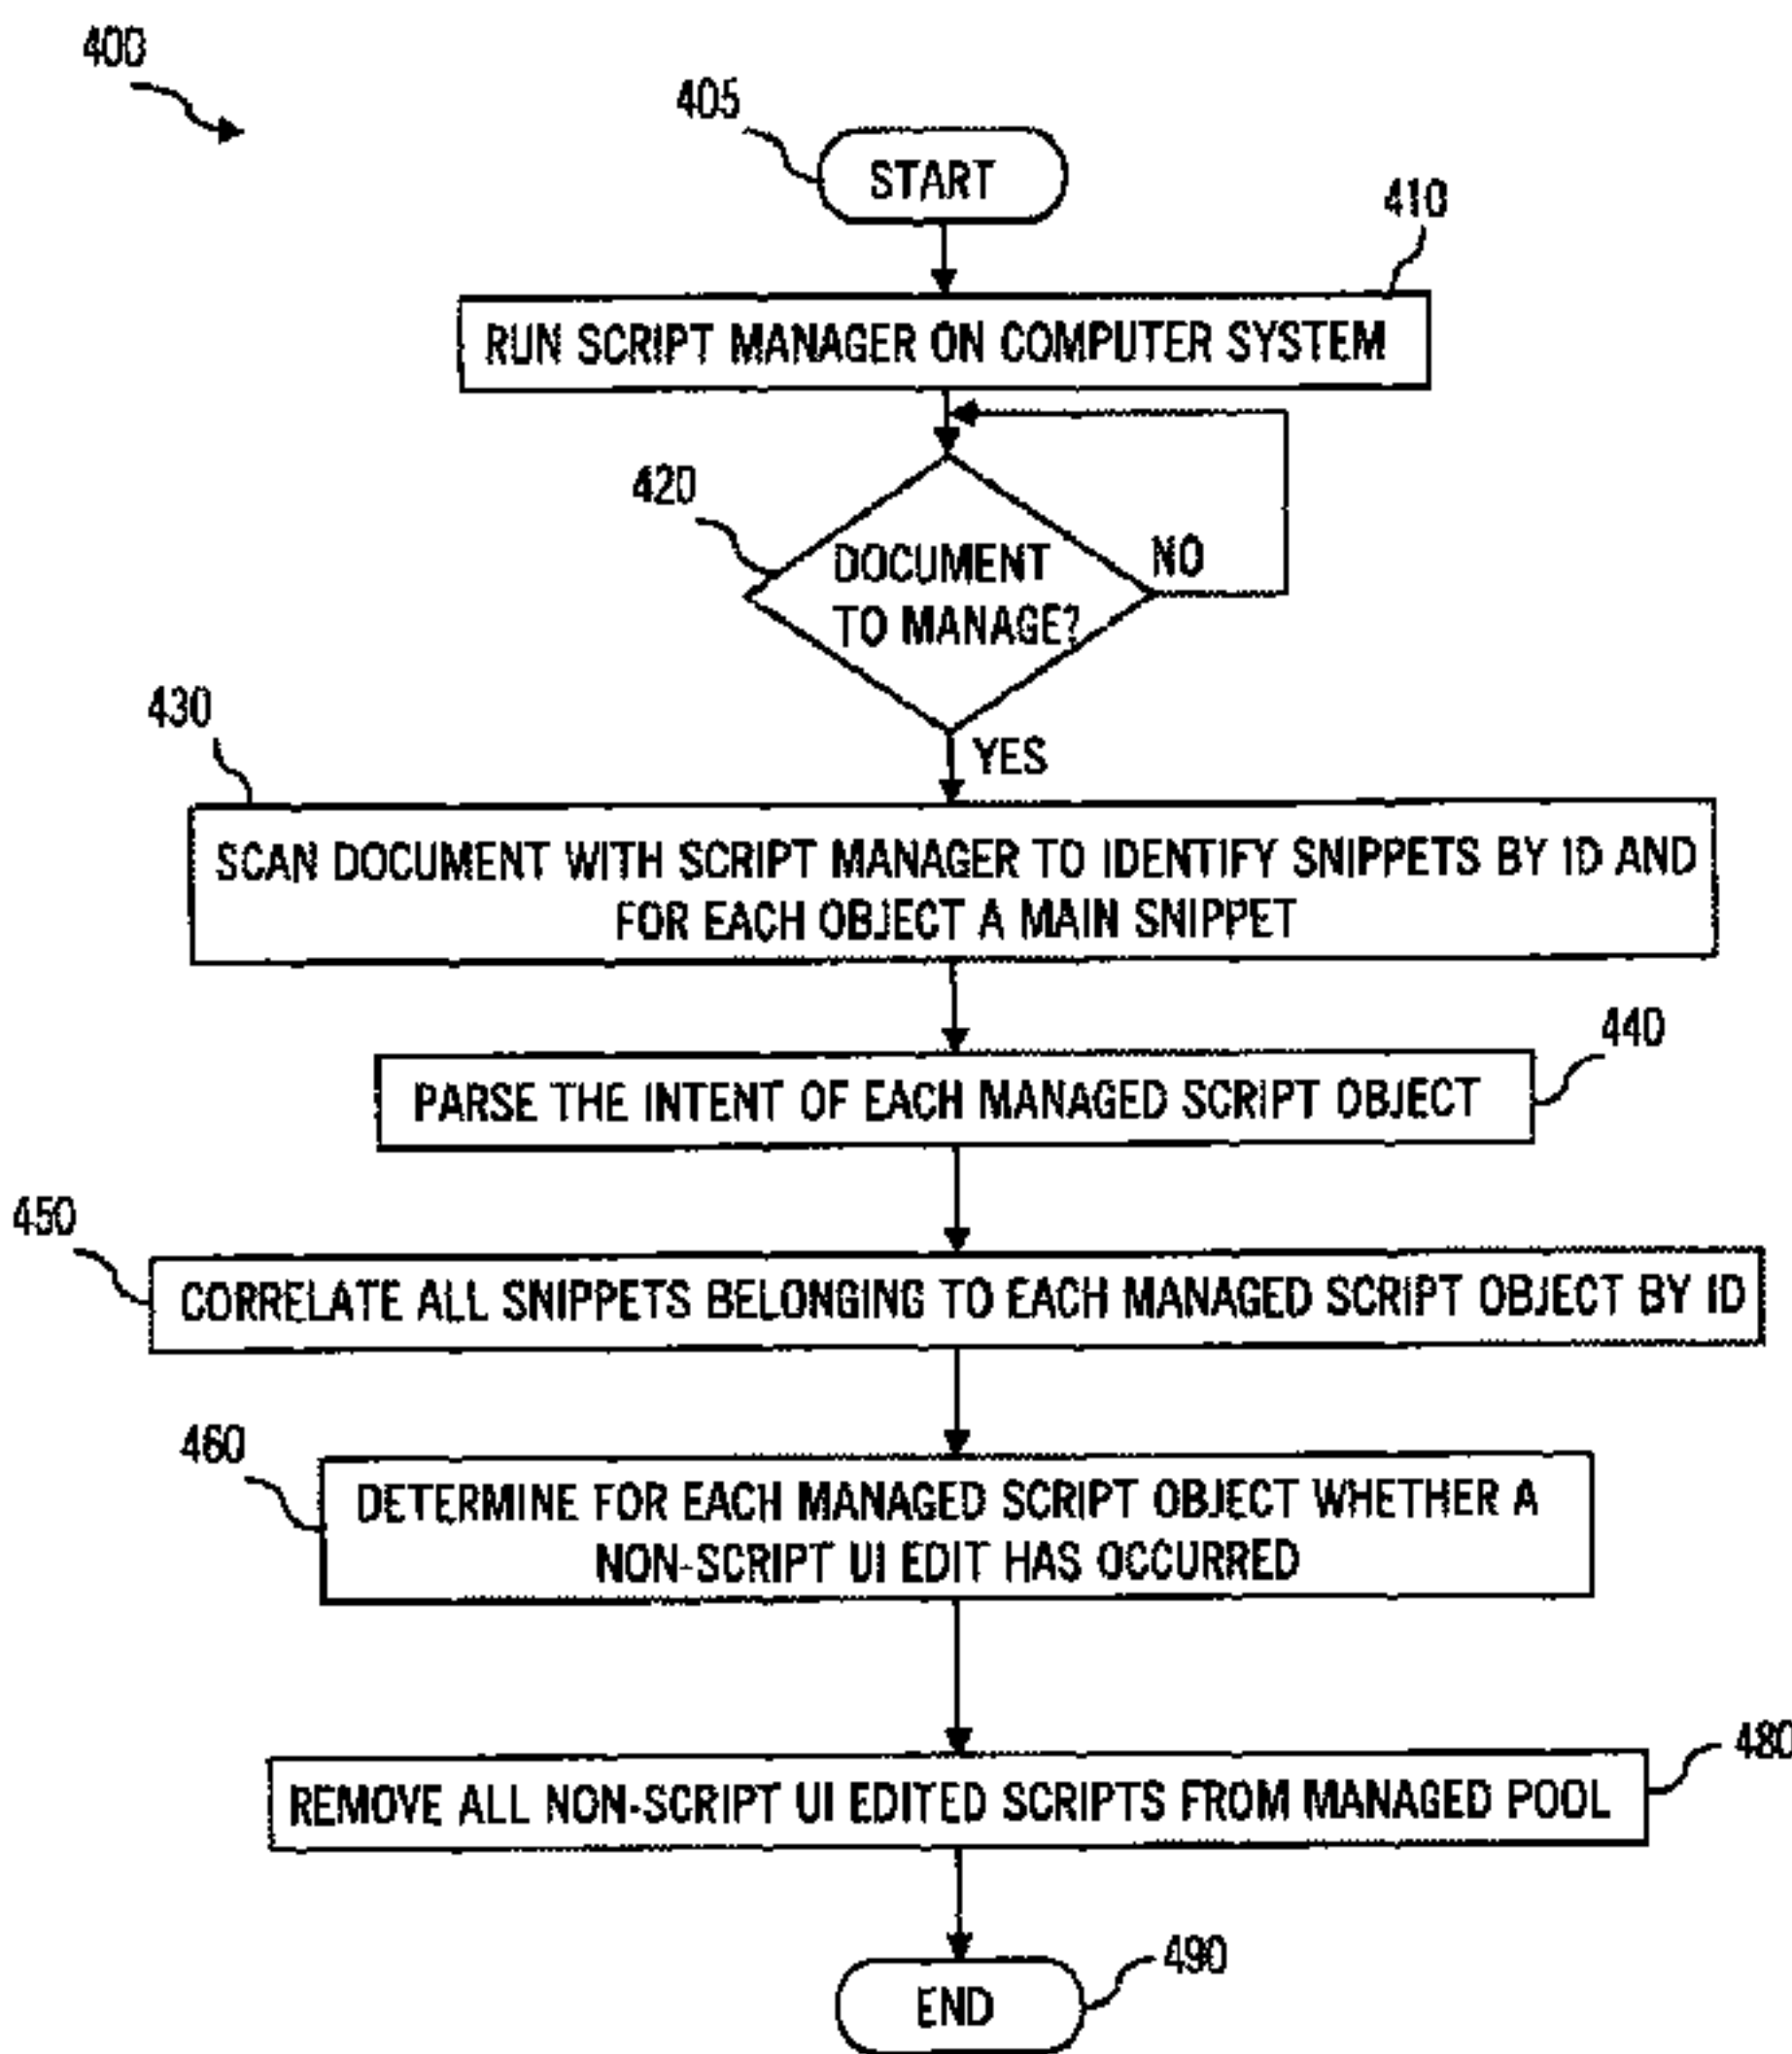 400
405
START
410
RUN SCRIPT MANAGER ON COMPUTER SYSTEM
420
DOCUMENT
TO MANAGE?
NO
YES
430
SCAN DOCUMENT WITH SCRIPT MANAGER TO IDENTIFY SNIPPETS BY ID AND
FOR EACH OBJECT A MAIN SNIPPET
440
PARSE THE INTENT OF EACH MANAGED SCRIPT OBJECT
450
CORRELATE ALL SNIPPETS BELONGING TO EACH MANAGED SCRIPT OBJECT BY ID
460
DETERMINE FOR EACH MANAGED SCRIPT OBJECT WHETHER A
NON-SCRIPT UI EDIT HAS OCCURRED
480
REMOVE ALL NON-SCRIPT UI EDITED SCRIPTS FROM MANAGED POOL
490
END